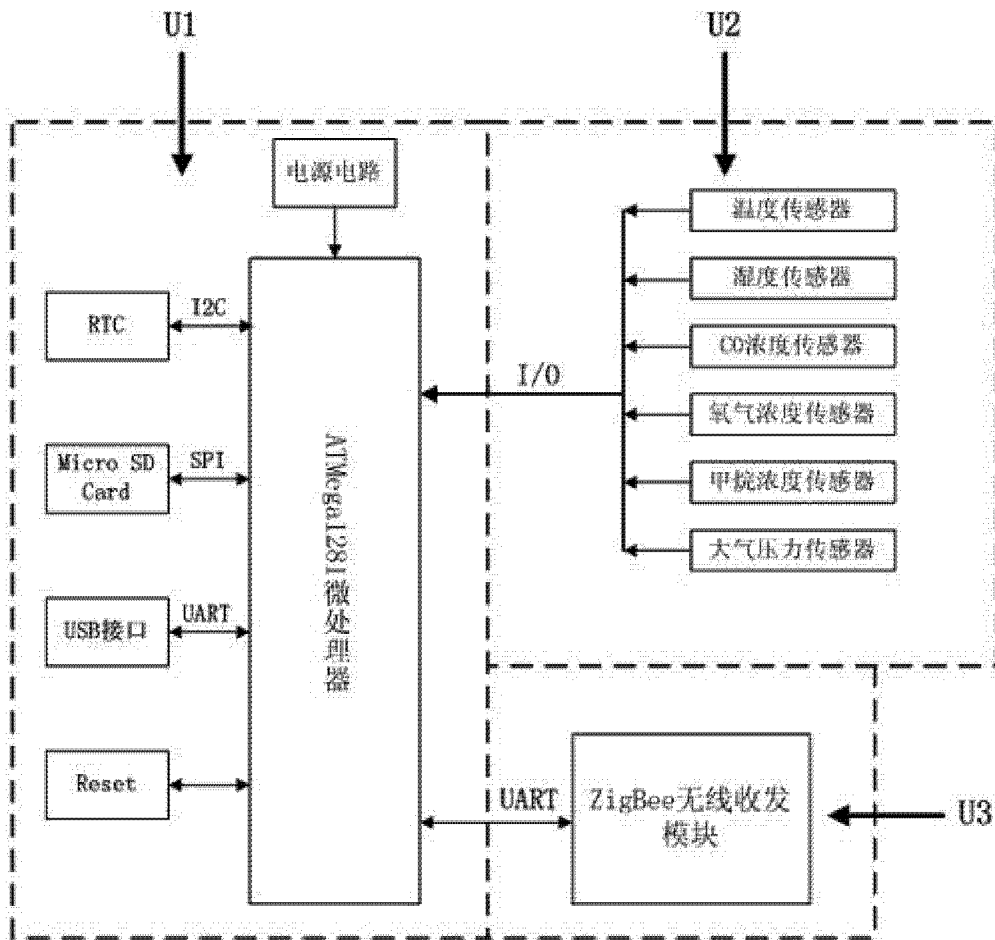 U1
U2
电源电路
温度传感器
RTC
I2C
湿度传感器
CO浓度传感器
I/O
氧气浓度传感器
Micro SD
Card
SPI
甲烷浓度传感器
大气压力传感器
ATMega1281微处理器
USB接口
UART
Reset
UART
ZigBee无线收发
模块
U3